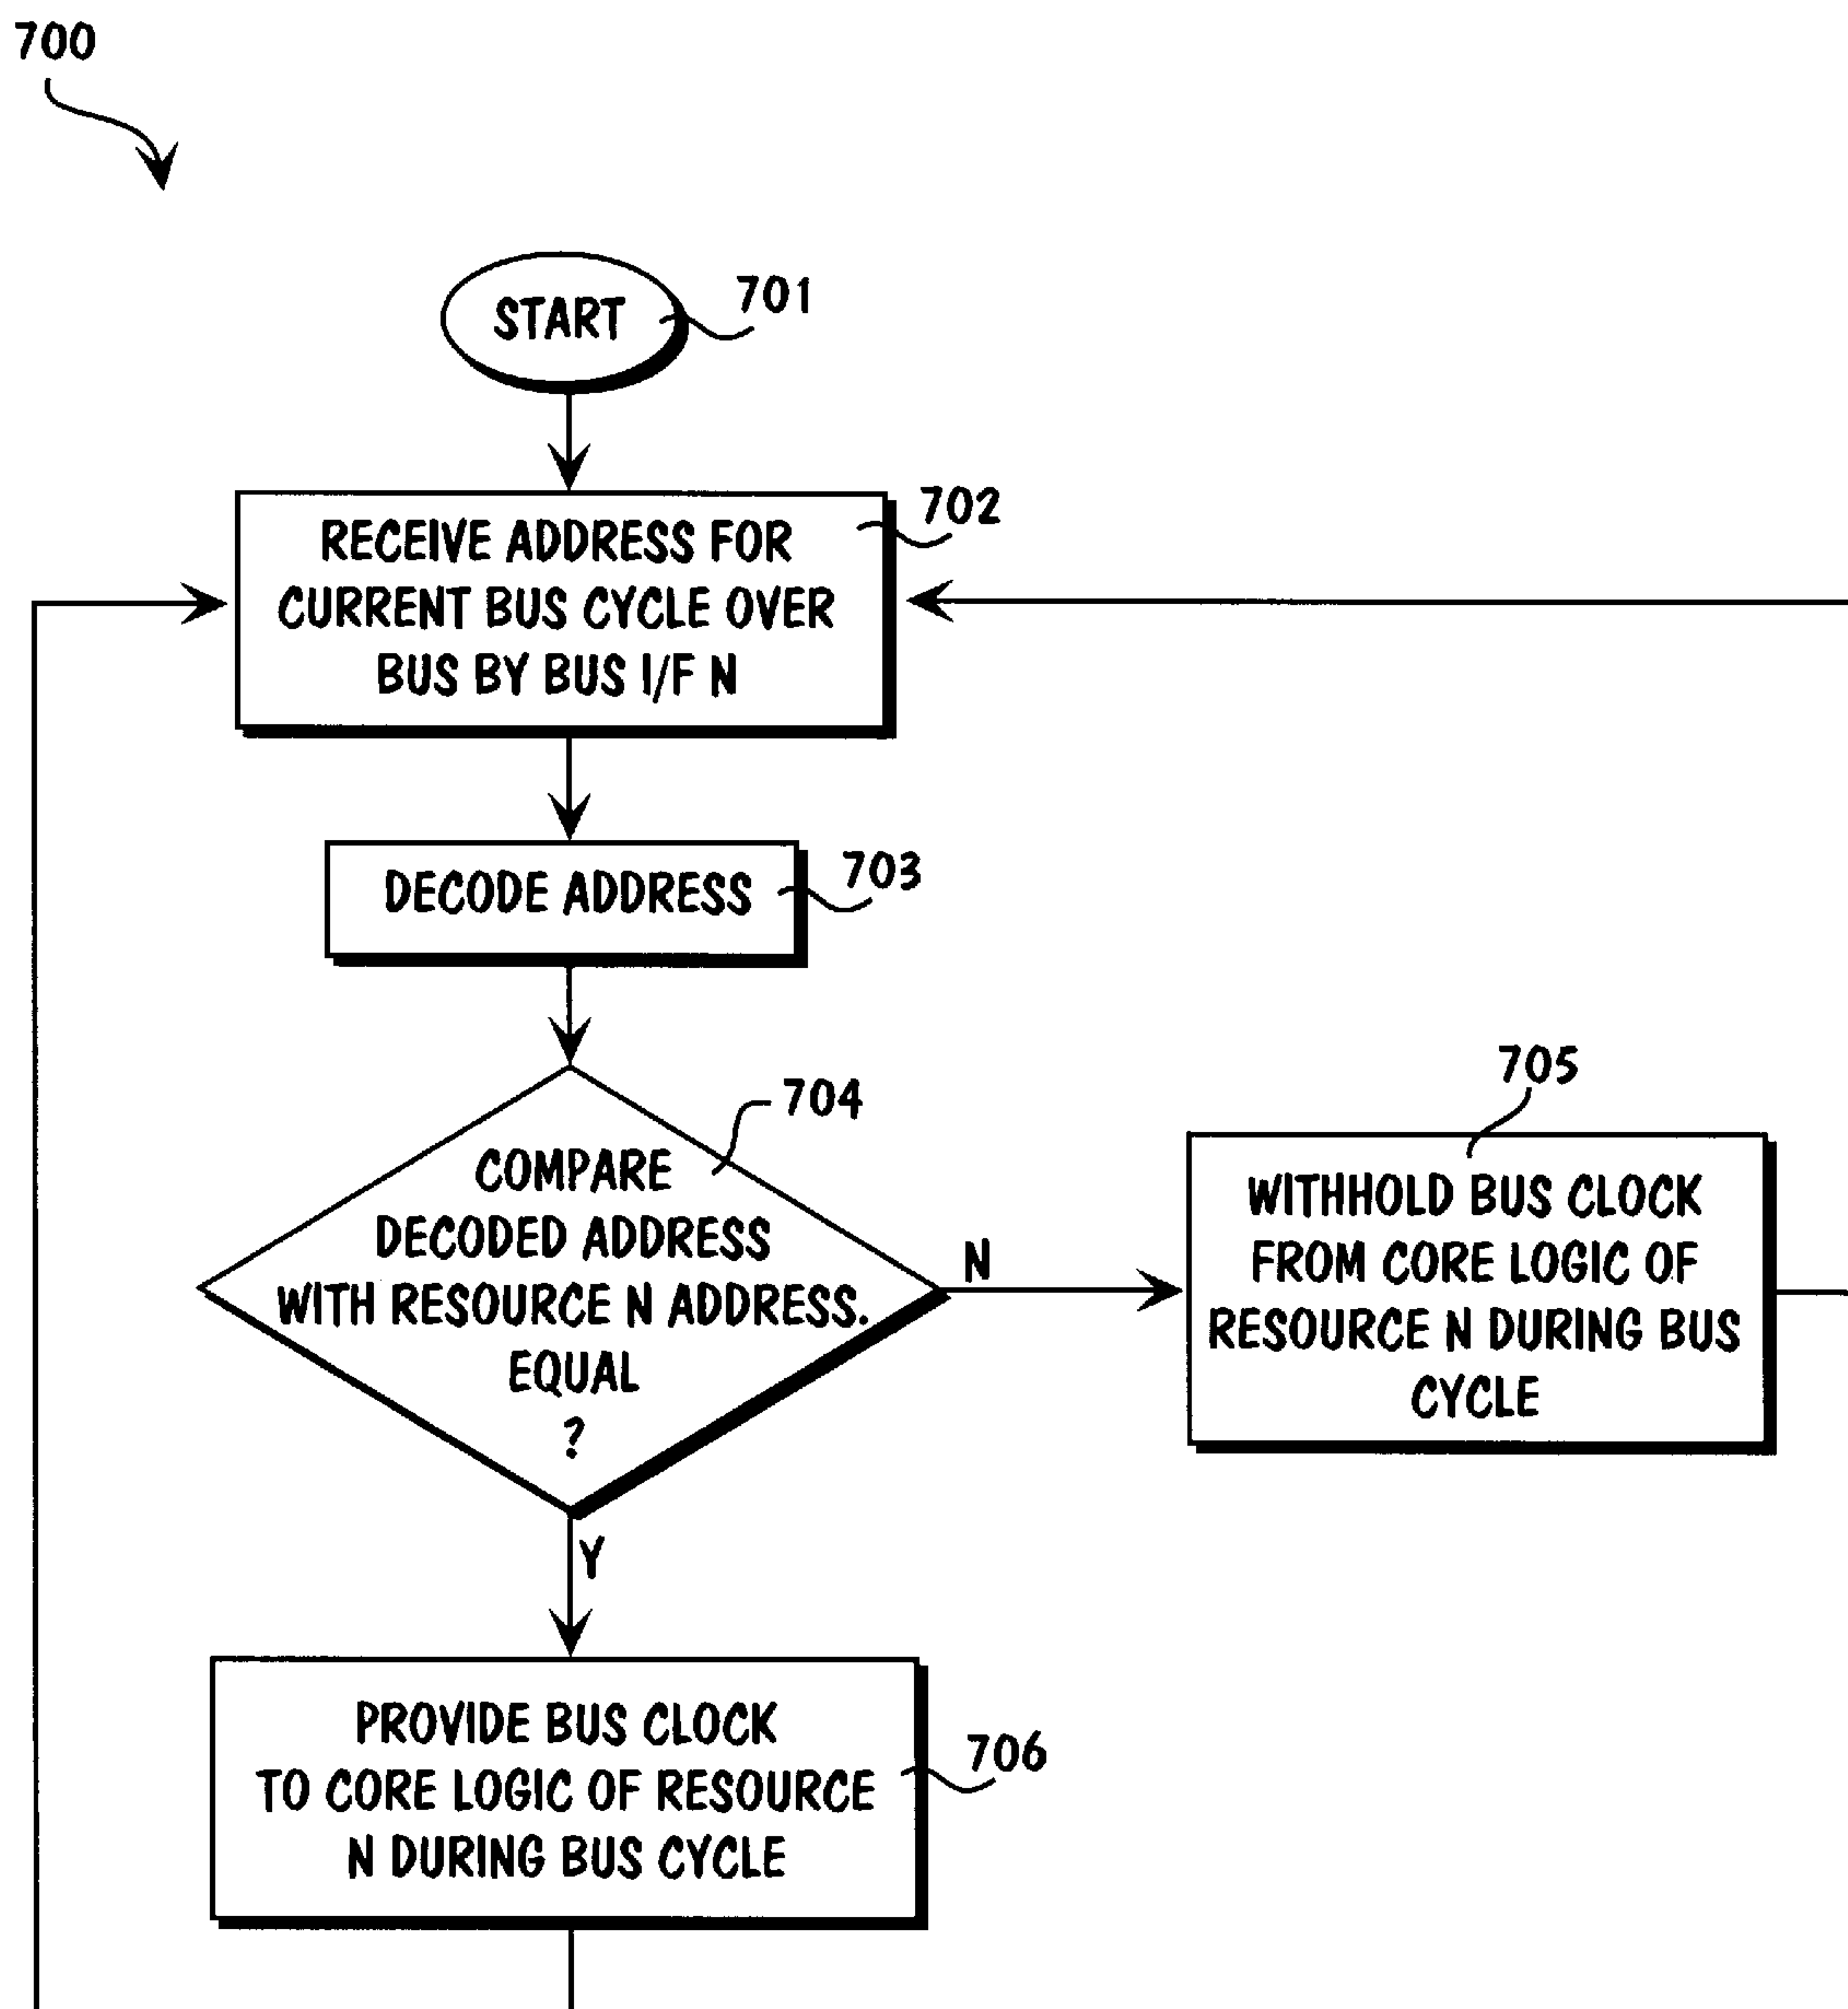 700
START
701
RECEIVE ADDRESS FOR
CURRENT BUS CYCLE OVER
BUS BY BUS I/F N
702
DECODE ADDRESS
703
COMPARE
DECODED ADDRESS
WITH RESOURCE N ADDRESS.
EQUAL
?
704
N
705
WITHHOLD BUS CLOCK
FROM CORE LOGIC OF
RESOURCE N DURING BUS
CYCLE
Y
PROVIDE BUS CLOCK
TO CORE LOGIC OF RESOURCE
N DURING BUS CYCLE
706